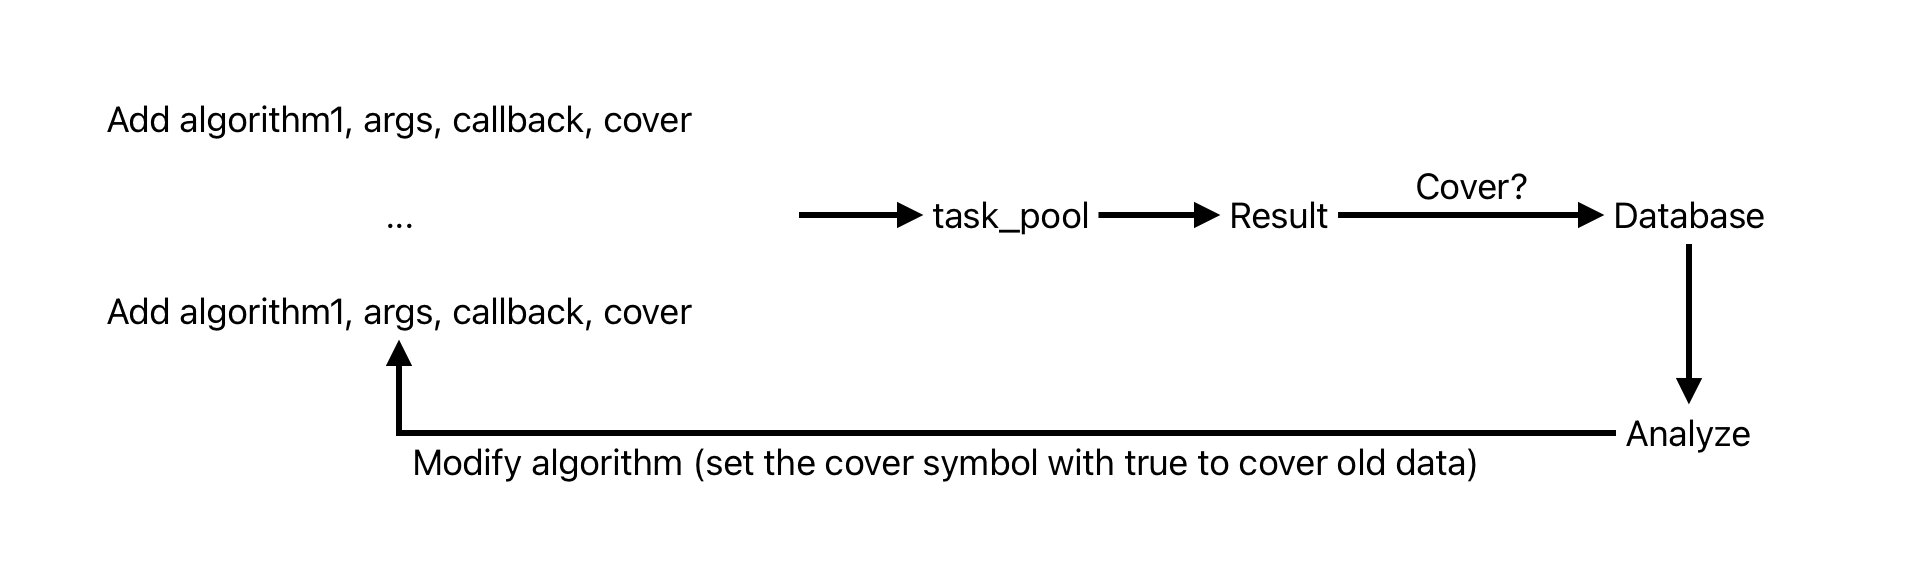 Add algorithm1, args, callback, cover
...
Add algorithm1, args, callback, cover
task_pool
Result
Cover?
Database
Analyze
Modify algorithm (set the cover symbol with true to cover old data)